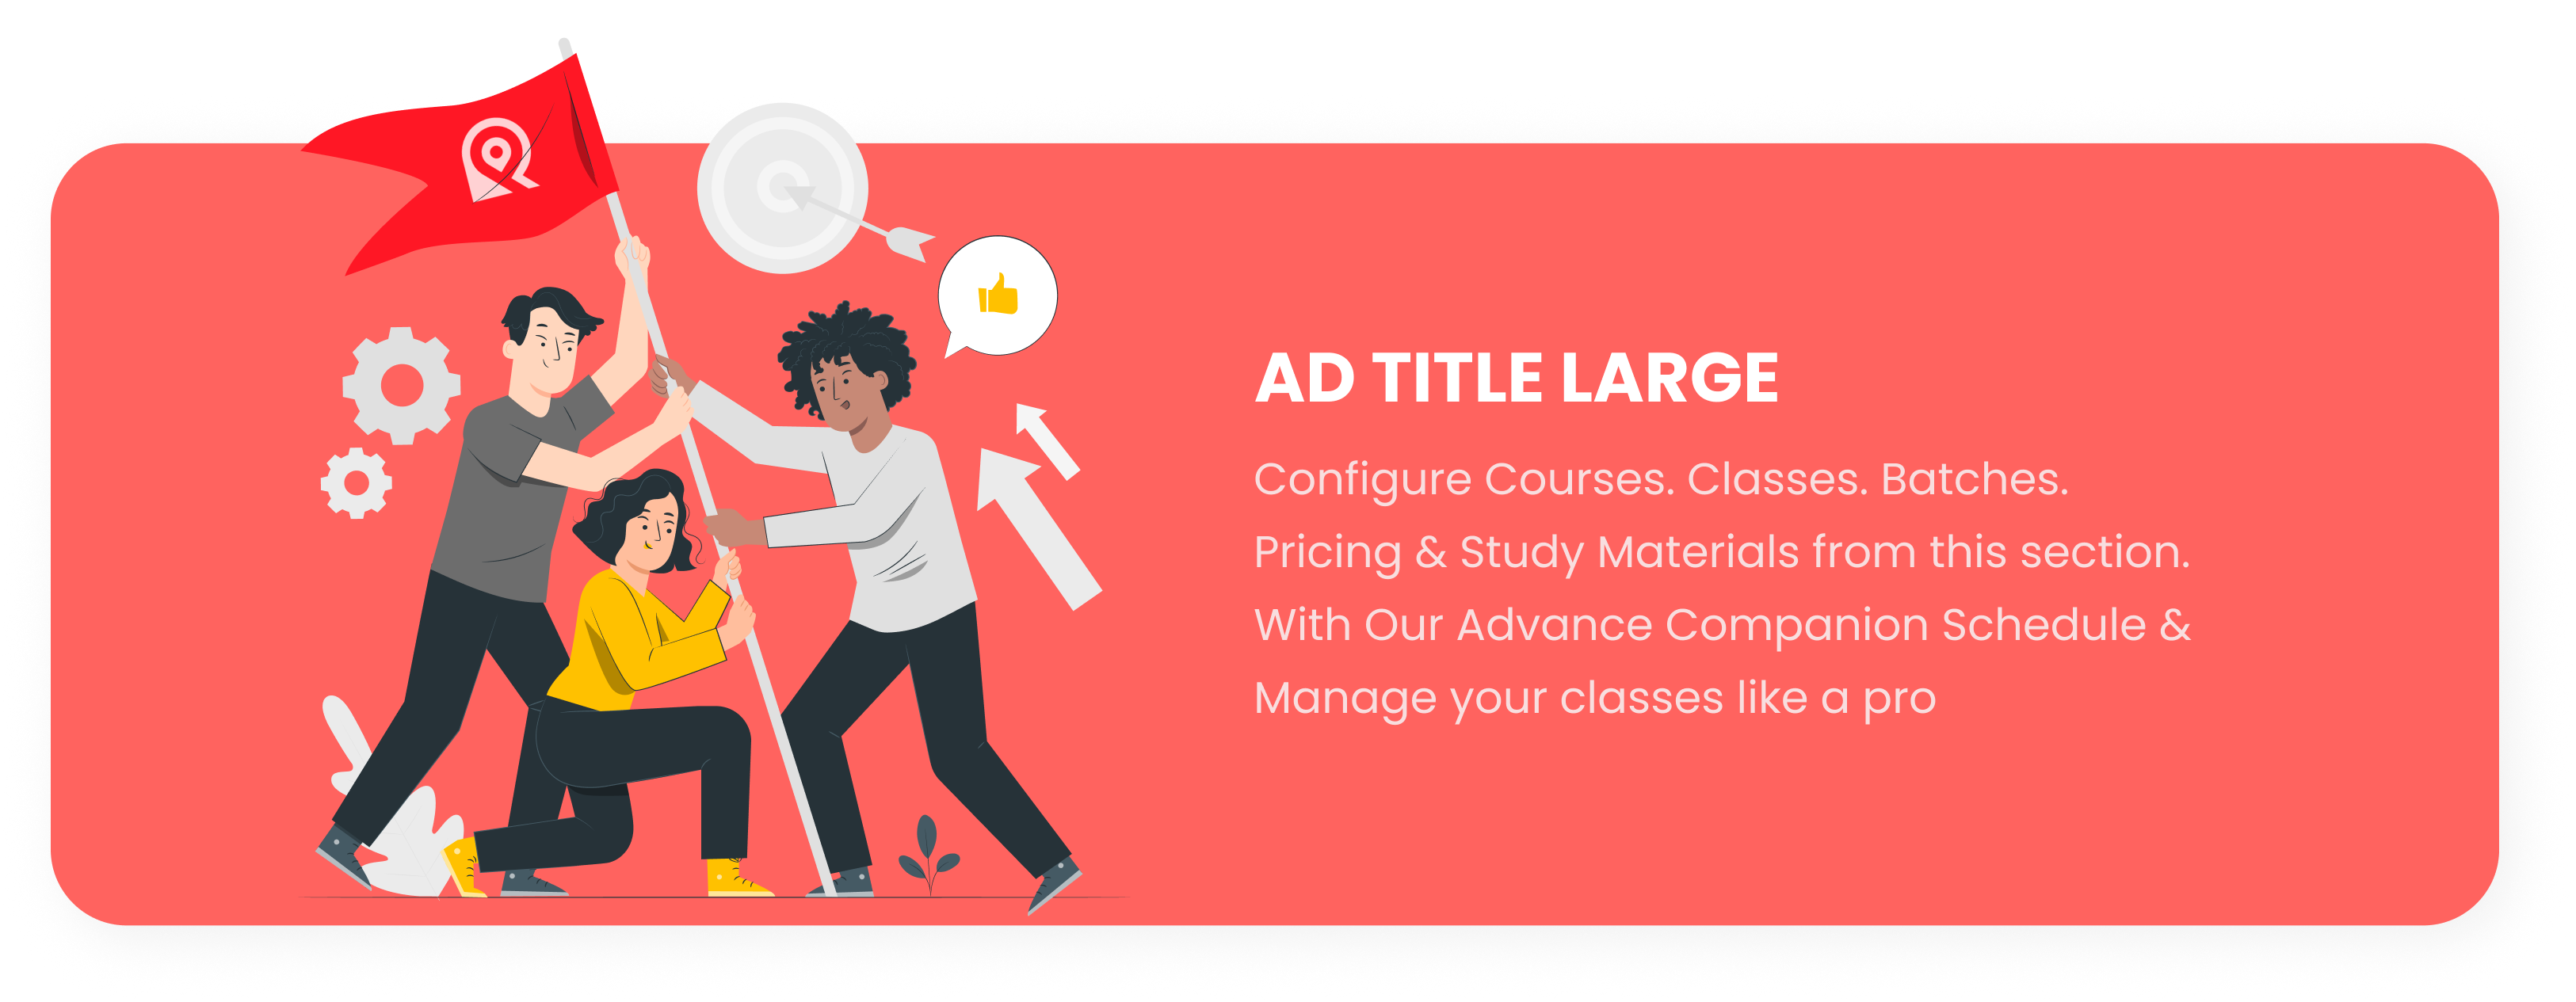 AD TITLE LARGE
Configure Courses. Classes. Batches.
Pricing & Study Materials from this section.
With Our Advance Companion Schedule &
Manage your classes like a pro